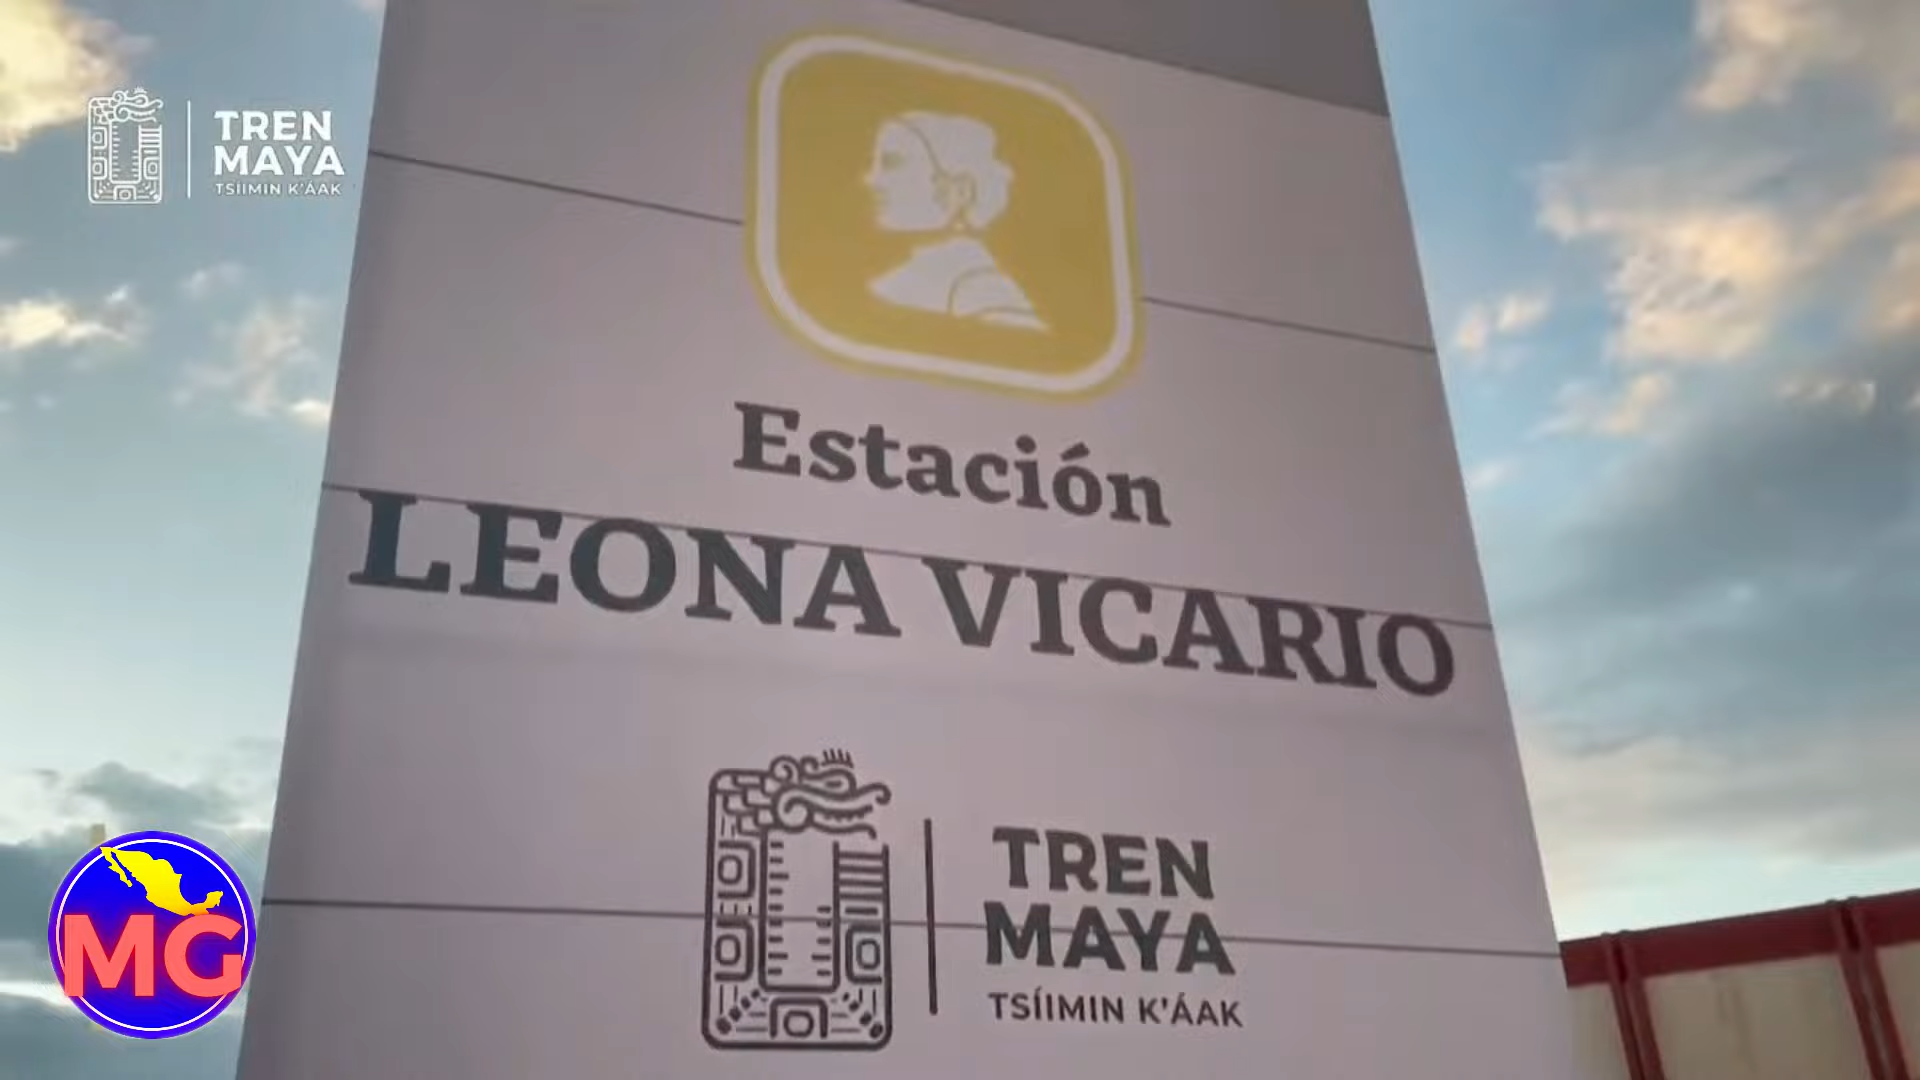 TREN
MAYA
TSÍIMIN K'ÁAK
Estación
LEONA VICARIO
TREN
MAYA
TSÍIMIN K'ÁAK
MG